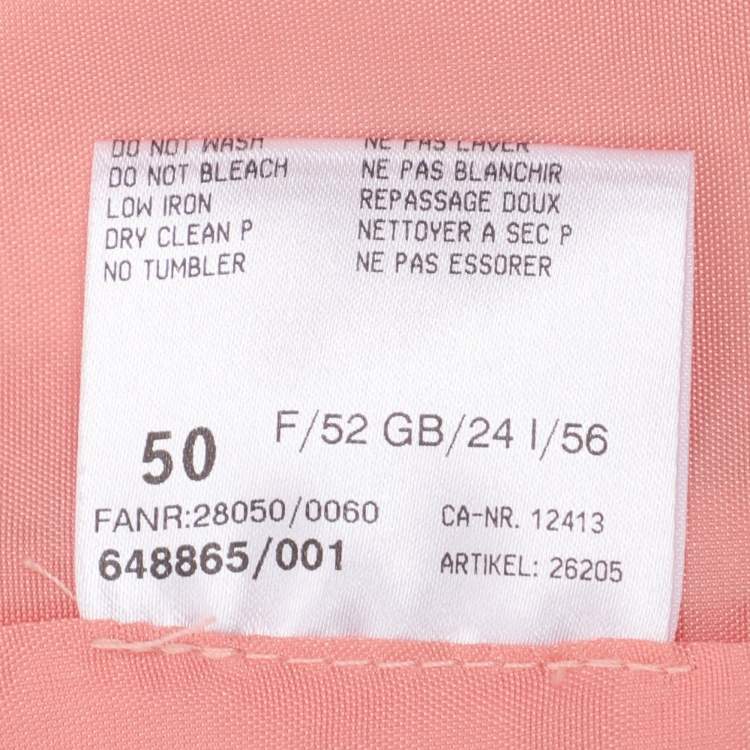 DO NOT WASH NE PAS LAVER
DO NOT BLEACH NE PAS BLANCHIR
LOW IRON REPASSAGE DOUX
DRY CLEAN P NETTOYER A SEC P
NO TUMBLER NE PAS ESSORER
50 F/52 GB/24 I/56
FANR:28050/0060 CA-NR. 12413
648865/001 ARTIKEL: 26205